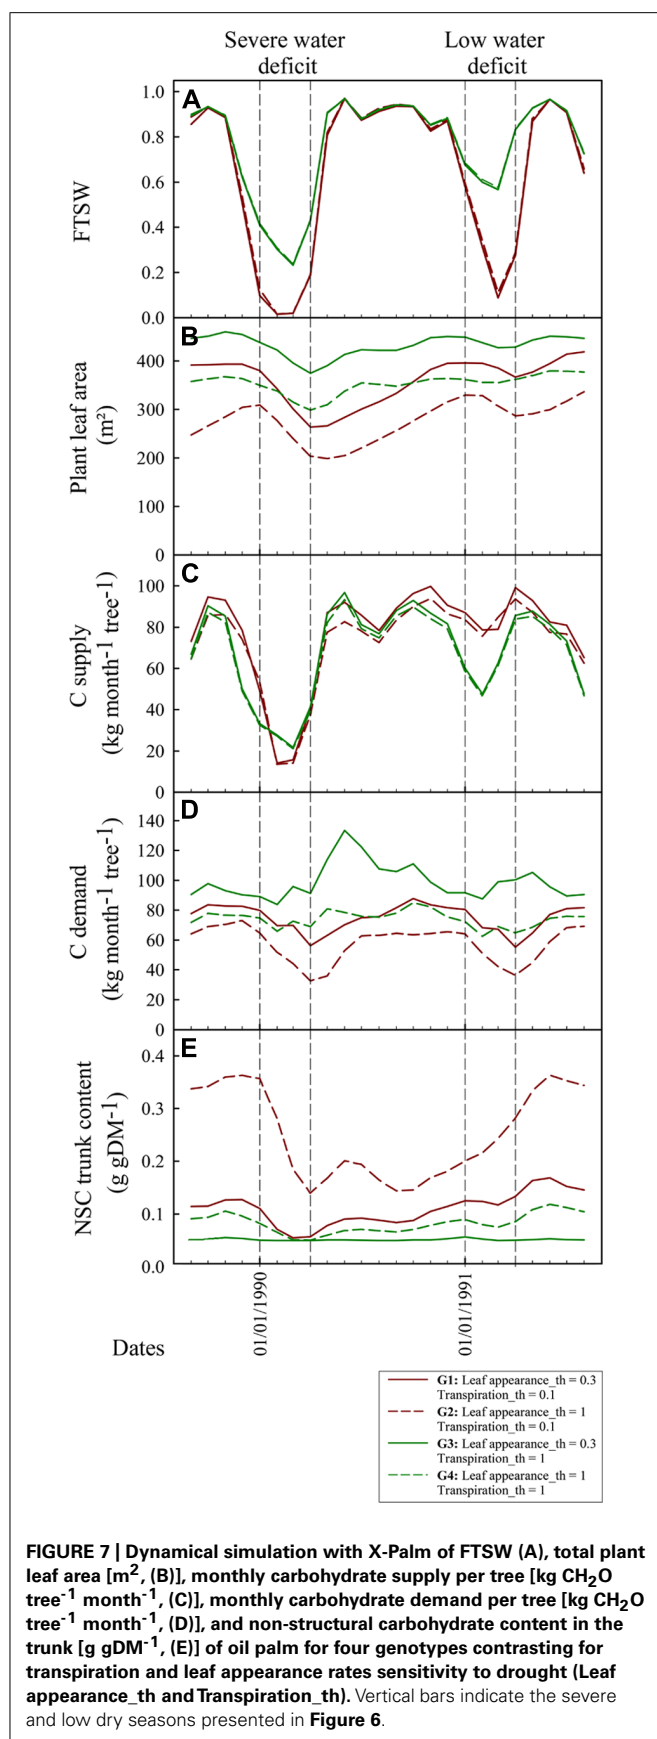 Severe water
deficit
Low water
deficit
A
1.0
0.8
0.6
0.4
0.2
0.0
FTSW
B
400
300
200
100
0
Plant leaf area
(m²)
C
100
80
60
40
20
0
C supply
(kg month⁻¹ tree⁻¹)
D
140
120
100
80
60
40
20
0
C demand
(kg month⁻¹ tree⁻¹)
E
0.4
0.3
0.2
0.1
0.0
NSC trunk content
(g gDM⁻¹)
01/01/1990
01/01/1991
Dates
G1: Leaf appearance_th = 0.3
Transpiration_th = 0.1
G2: Leaf appearance_th = 1
Transpiration_th = 0.1
G3: Leaf appearance_th = 0.3
Transpiration_th = 1
G4: Leaf appearance_th = 1
Transpiration_th = 1
FIGURE 7 | Dynamical simulation with X-Palm of FTSW (A), total plant
leaf area [m², (B)], monthly carbohydrate supply per tree [kg CH₂O
tree⁻¹ month⁻¹, (C)], monthly carbohydrate demand per tree [kg CH₂O
tree⁻¹ month⁻¹, (D)], and non-structural carbohydrate content in the
trunk [g gDM⁻¹, (E)] of oil palm for four genotypes contrasting for
transpiration and leaf appearance rates sensitivity to drought (Leaf
appearance_th and Transpiration_th). Vertical bars indicate the severe
and low dry seasons presented in Figure 6.